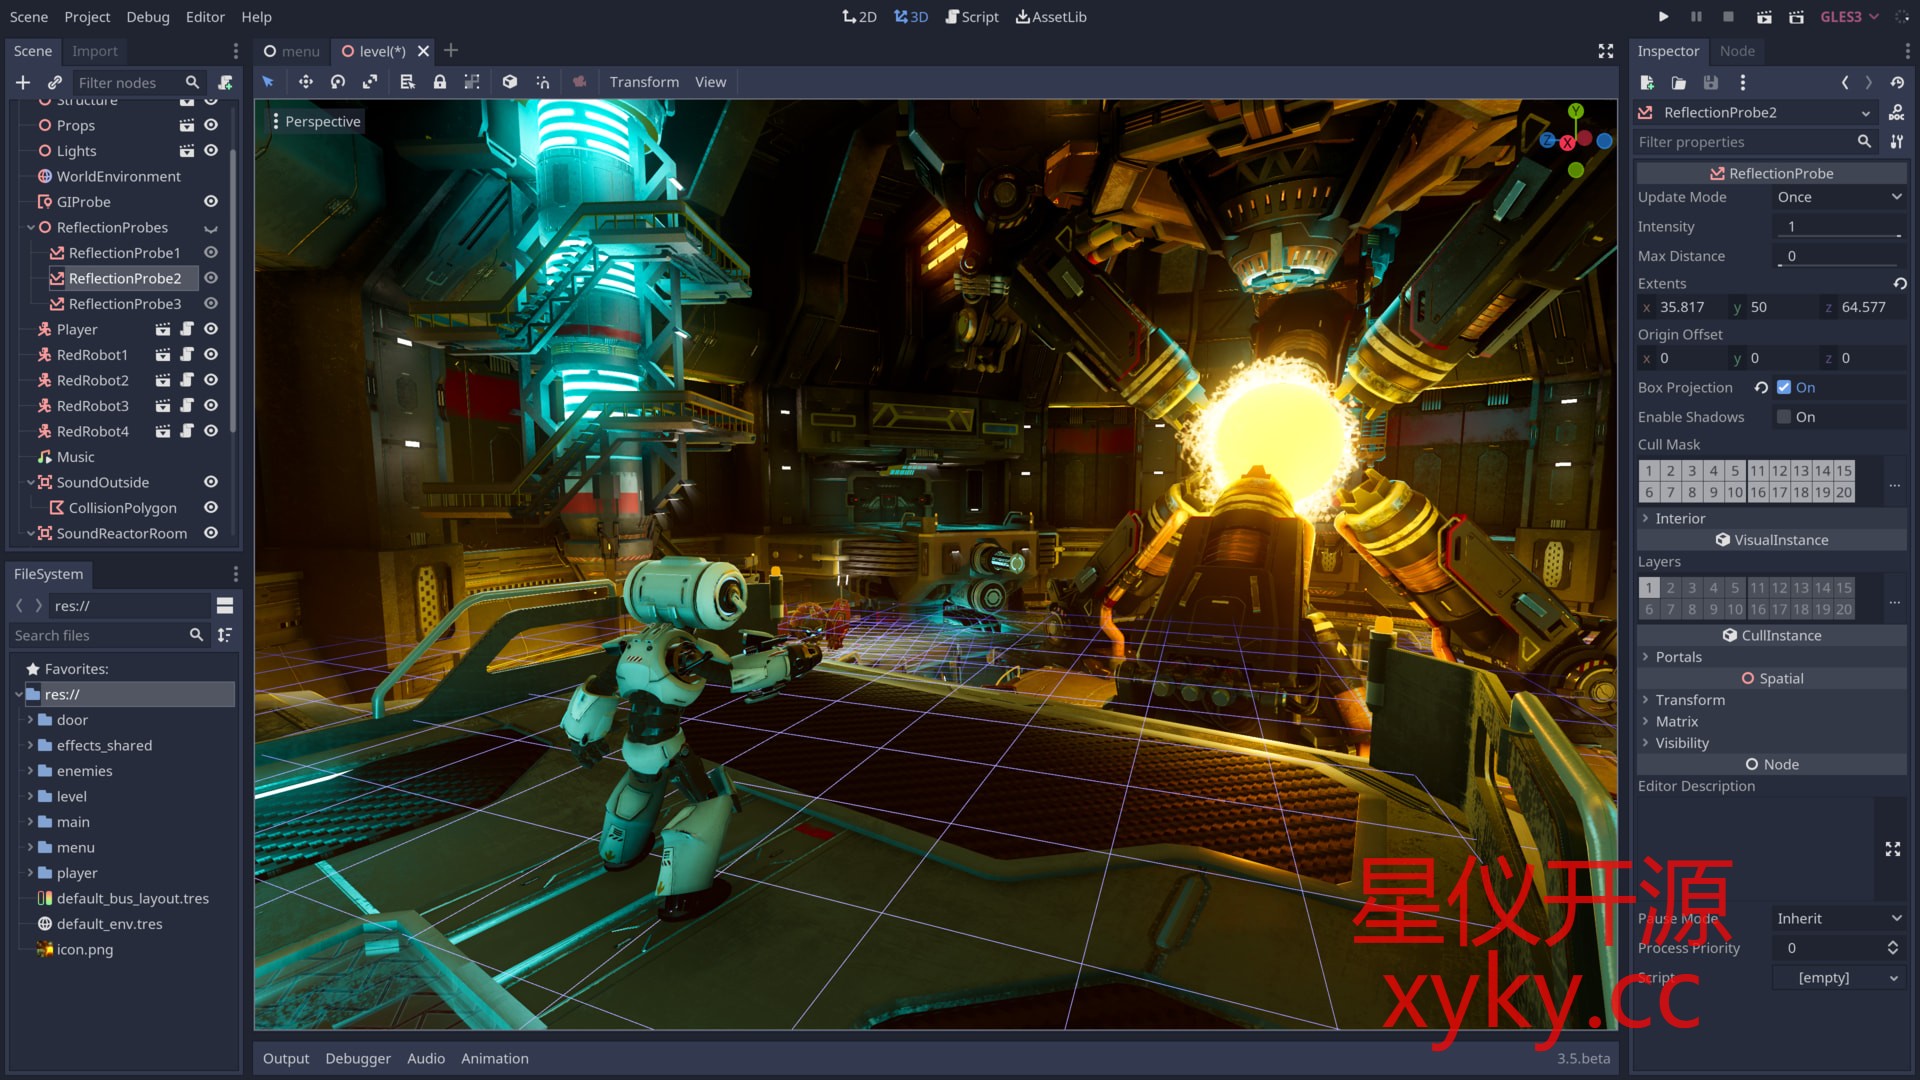 Scene Project Debug Editor Help
2D 3D Script AssetLib
GLES3
Scene Import
Filter nodes
Structure
Props
Lights
WorldEnvironment
GIProbe
ReflectionProbes
ReflectionProbe1
ReflectionProbe2
ReflectionProbe3
Player
RedRobot1
RedRobot2
RedRobot3
RedRobot4
Music
SoundOutside
CollisionPolygon
SoundReactorRoom
FileSystem
res://
Search files
Favorites:
res://
door
effects_shared
enemies
level
main
menu
player
default_bus_layout.tres
default_env.tres
icon.png
menu level(*)
Transform View
Perspective
Y
Z X
Output Debugger Audio Animation
3.5.beta
Inspector Node
ReflectionProbe2
DOC
Filter properties
ReflectionProbe
Update Mode Once
Intensity 1
Max Distance 0
Extents
x 35.817 y 50 z 64.577
Origin Offset
x 0 y 0 z 0
Box Projection On
Enable Shadows On
Cull Mask
1 2 3 4 5 11 12 13 14 15
6 7 8 9 10 16 17 18 19 20
...
Interior
VisualInstance
Layers
1 2 3 4 5 11 12 13 14 15
6 7 8 9 10 16 17 18 19 20
...
CullInstance
Portals
Spatial
Transform
Matrix
Visibility
Node
Editor Description
Pause Mode Inherit
Process Priority 0
Script [empty]
星仪开源
xyky.cc